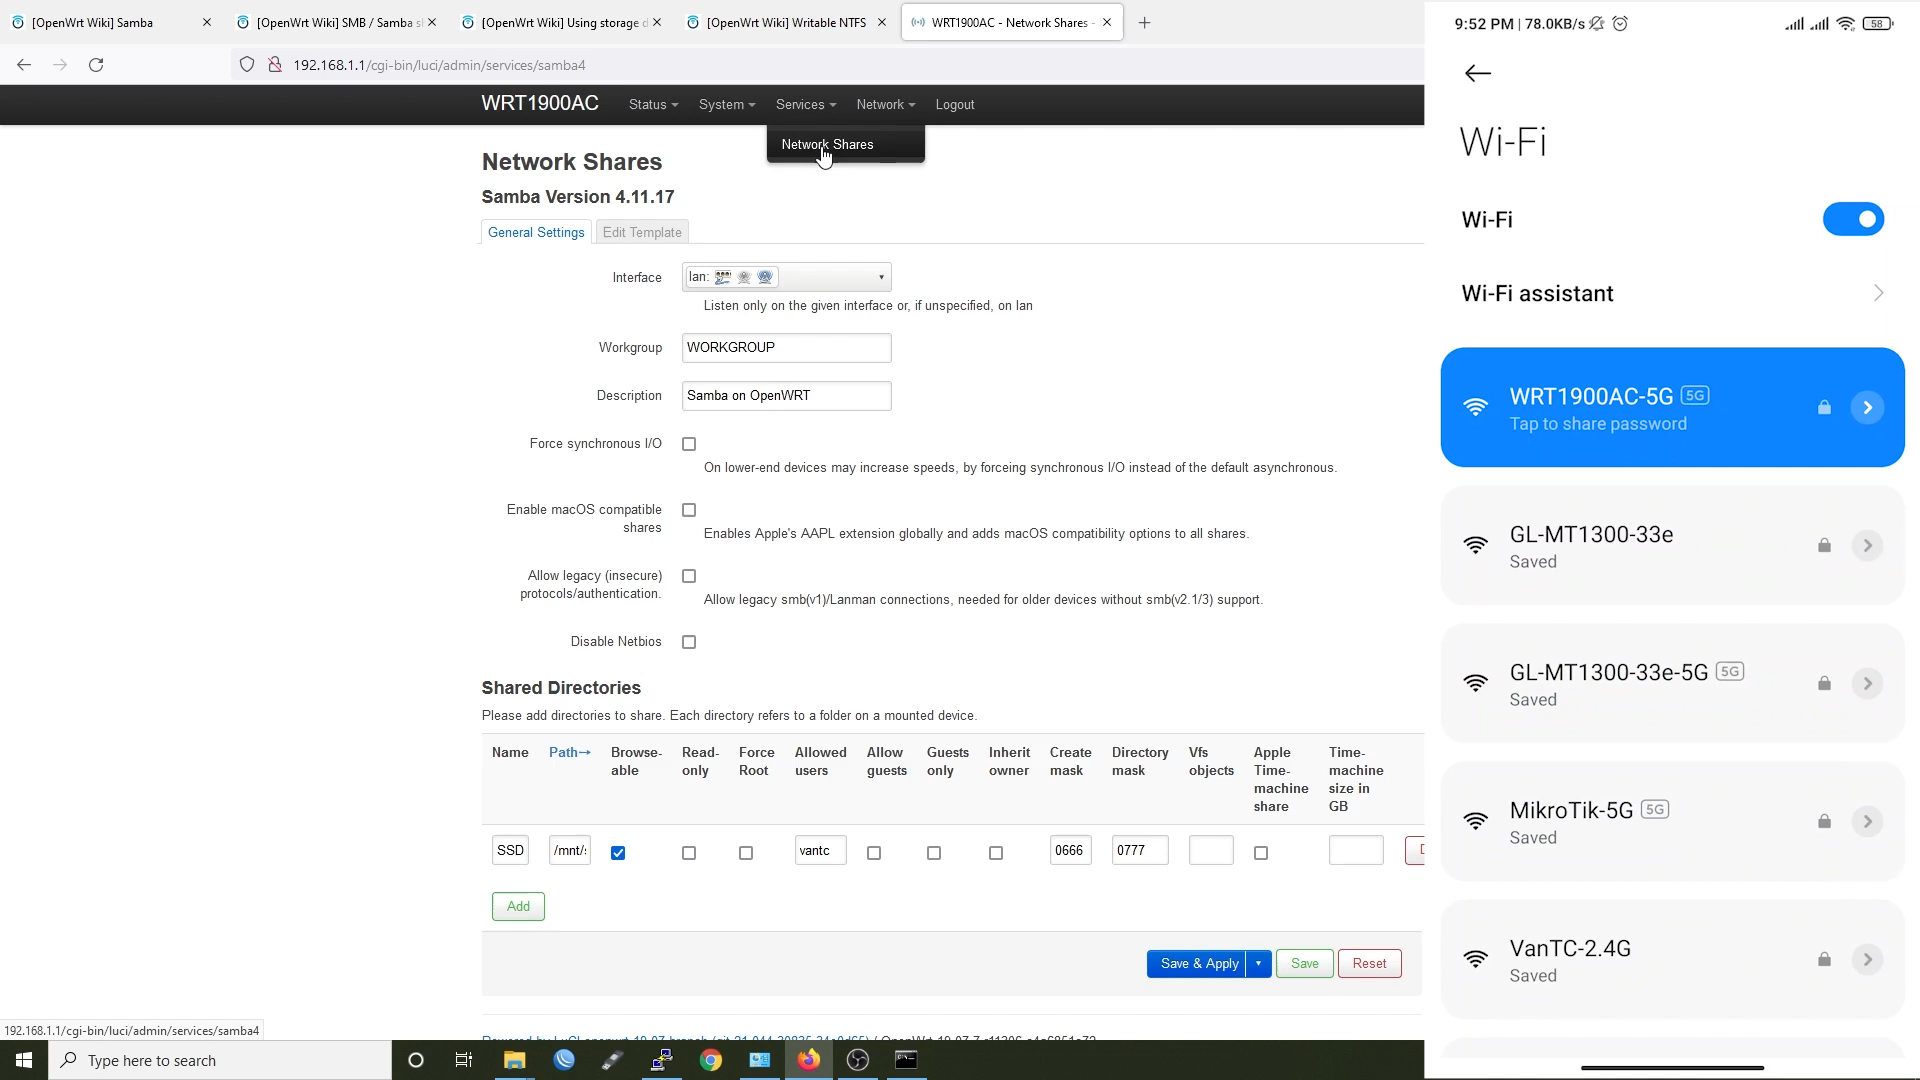 [OpenWrt Wiki] Samba
[OpenWrt Wiki] SMB / Samba s
[OpenWrt Wiki] Using storage d
[OpenWrt Wiki] Writable NTFS
WRT1900AC - Network Shares -
192.168.1.1/cgi-bin/luci/admin/services/samba4
WRT1900AC
Status
System
Services
Network
Logout
Network Shares
Network Shares
Samba Version 4.11.17
General Settings
Edit Template
Interface
lan:
Listen only on the given interface or, if unspecified, on lan
Workgroup
WORKGROUP
Description
Samba on OpenWRT
Force synchronous I/O
On lower-end devices may increase speeds, by forceing synchronous I/O instead of the default asynchronous.
Enable macOS compatible
shares
Enables Apple's AAPL extension globally and adds macOS compatibility options to all shares.
Allow legacy (insecure)
protocols/authentication.
Allow legacy smb(v1)/Lanman connections, needed for older devices without smb(v2.1/3) support.
Disable Netbios
Shared Directories
Please add directories to share. Each directory refers to a folder on a mounted device.
Name
Path
Browse-
able
Read-
only
Force
Root
Allowed
users
Allow
guests
Guests
only
Inherit
owner
Create
mask
Directory
mask
Vfs
objects
Apple
Time-
machine
share
Time-
machine
size in
GB
SSD
/mnt/
vantc
0666
0777
Add
Save & Apply
Save
Reset
192.168.1.1/cgi-bin/luci/admin/services/samba4
Type here to search
9:52 PM | 78.0KB/s
58
Wi-Fi
Wi-Fi
Wi-Fi assistant
WRT1900AC-5G 5G
Tap to share password
GL-MT1300-33e
Saved
GL-MT1300-33e-5G 5G
Saved
MikroTik-5G 5G
Saved
VanTC-2.4G
Saved